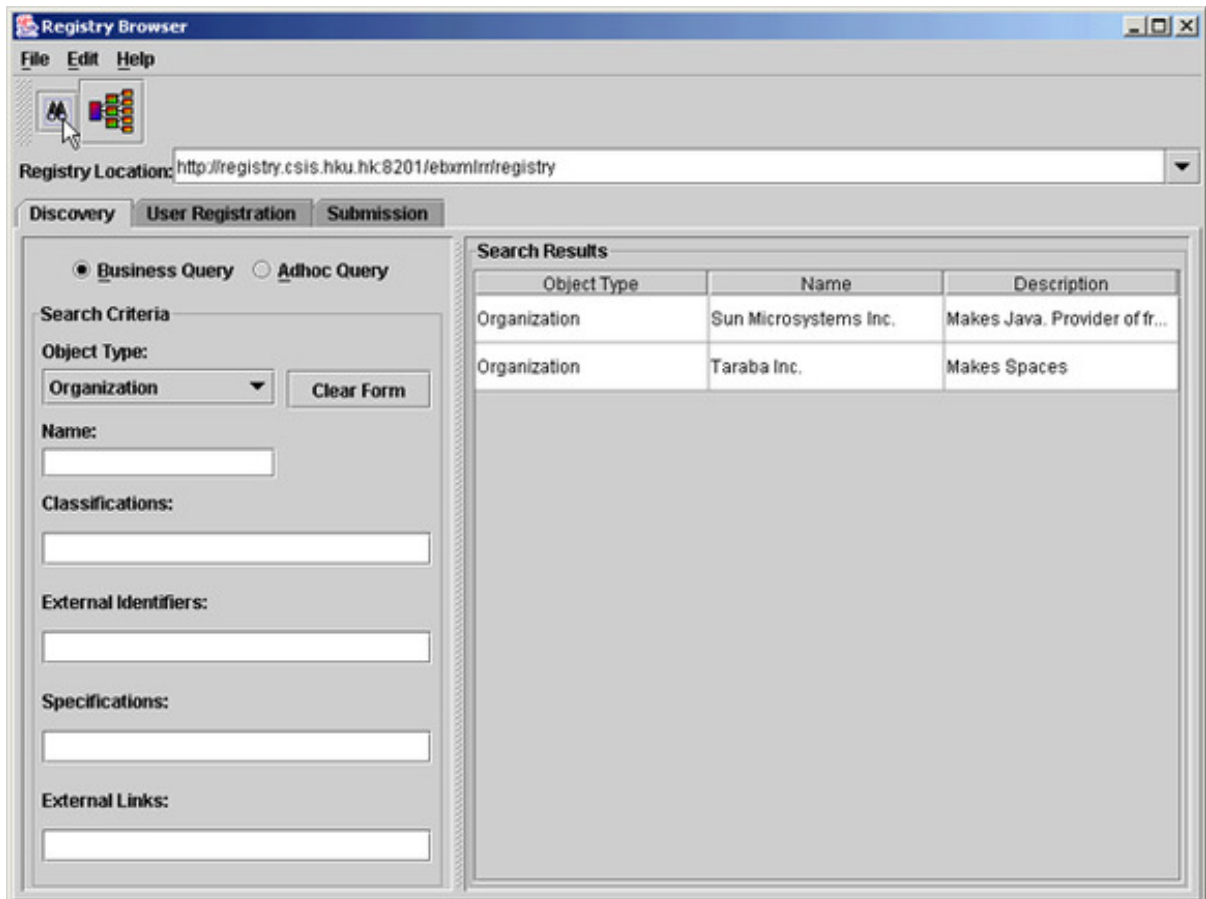 Registry Browser
File Edit Help
Registry Location: http://registry.csis.hku.hk:8201/ebxmlrr/registry
Discovery User Registration Submission
Business Query Adhoc Query
Search Criteria
Object Type:
Organization Clear Form
Name:
Classifications:
External Identifiers:
Specifications:
External Links:
Search Results
Object Type Name Description
Organization Sun Microsystems Inc. Makes Java. Provider of fr...
Organization Taraba Inc. Makes Spaces